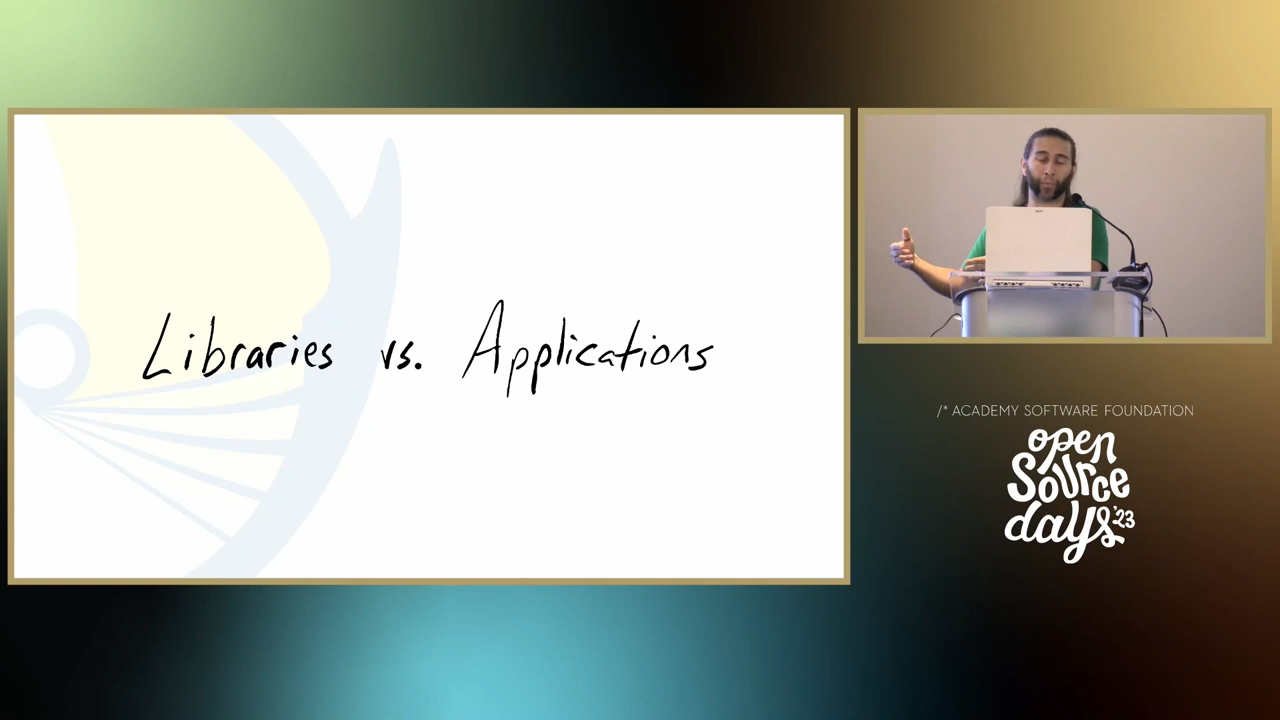 Libraries vs. Applications
/* ACADEMY SOFTWARE FOUNDATION
open
source
days '23